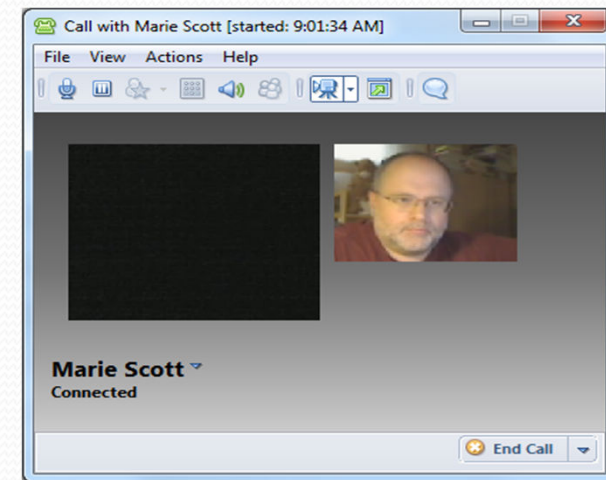 Call with Marie Scott [started: 9:01:34 AM]
File View Actions Help
Marie Scott
Connected
End Call